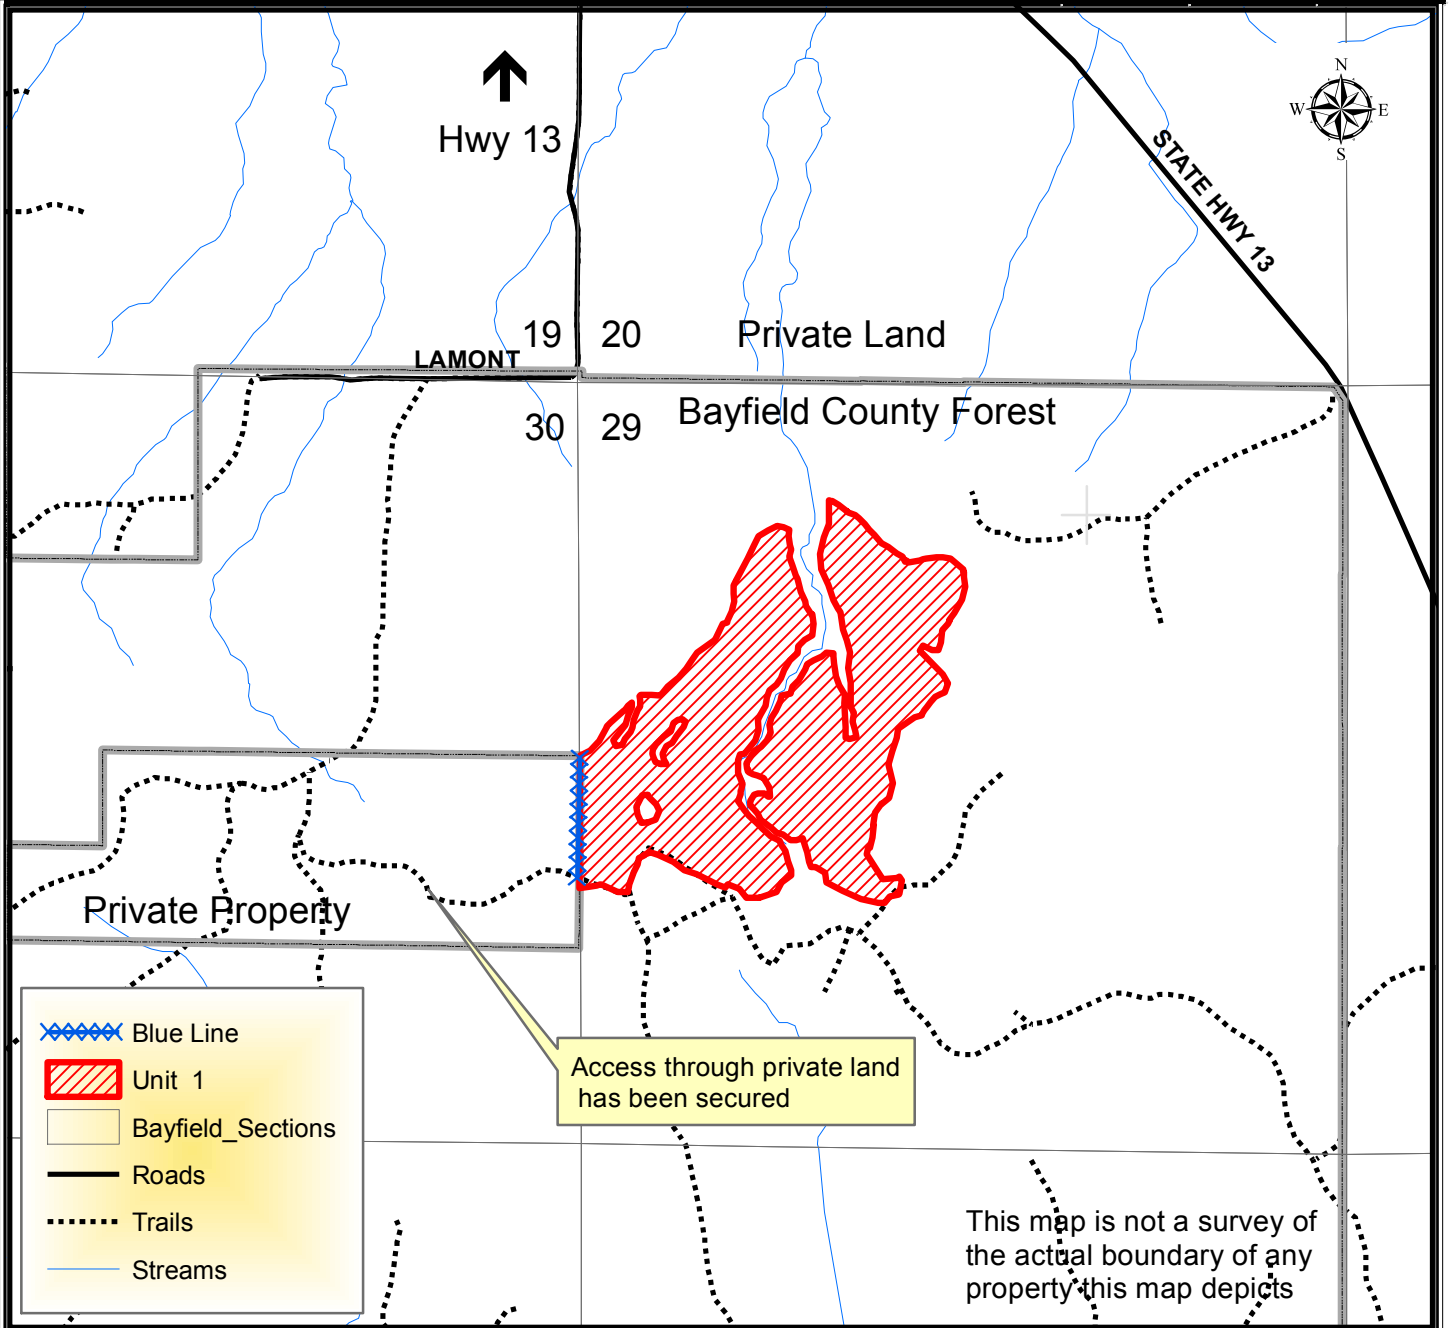 N
W E
S
Hwy 13
STATE HWY 13
19 20
Private Land
LAMONT
30 29
Bayfield County Forest
Private Property
Blue Line
Unit 1
Bayfield_Sections
Roads
Trails
Streams
Access through private land
has been secured
This map is not a survey of
the actual boundary of any
property this map depicts